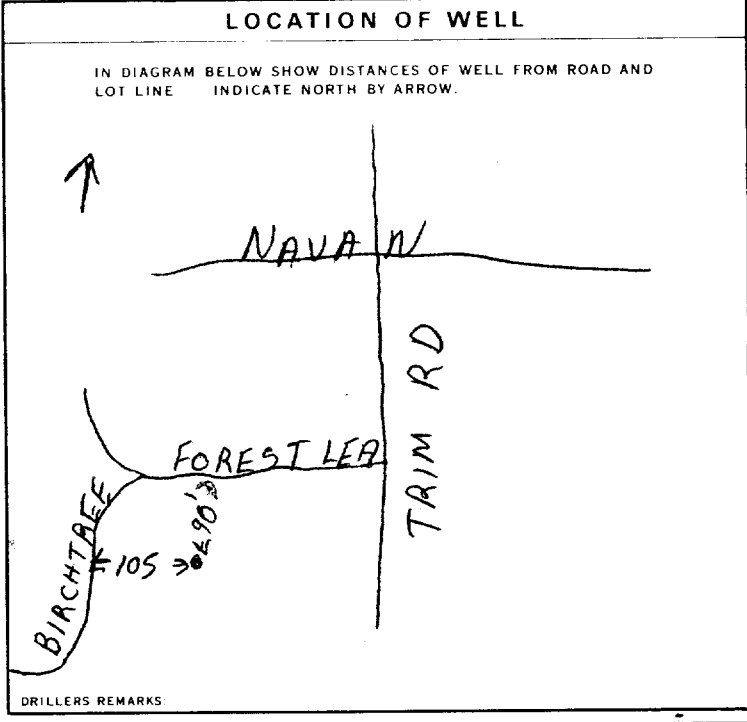 LOCATION OF WELL
IN DIAGRAM BELOW SHOW DISTANCES OF WELL FROM ROAD AND
LOT LINE INDICATE NORTH BY ARROW.
NAVAN
TRIM RD
FOREST LEA
90'
105
BIRCHTREE
DRILLERS REMARKS: